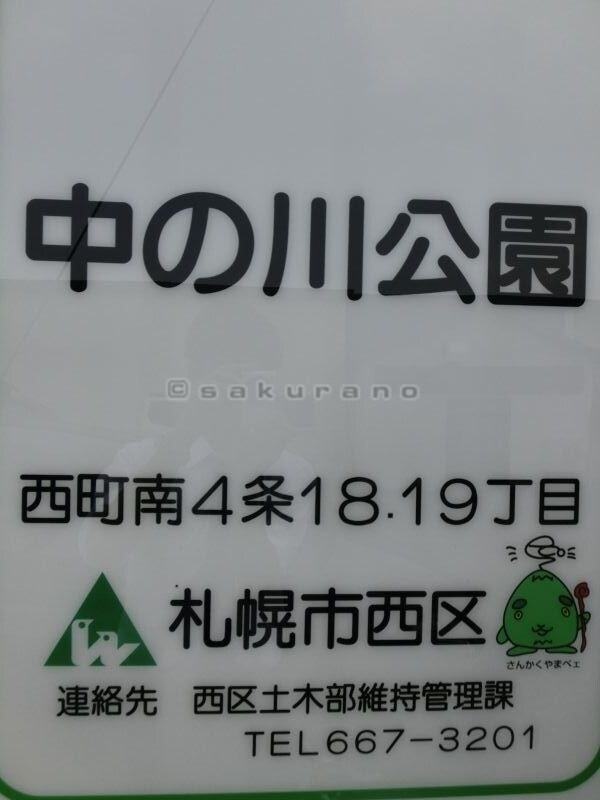 中の川公園
©sakurano
西町南4条18.19丁目
札幌市西区
さんかくやまべェ
連絡先 西区土木部維持管理課
TEL667-3201